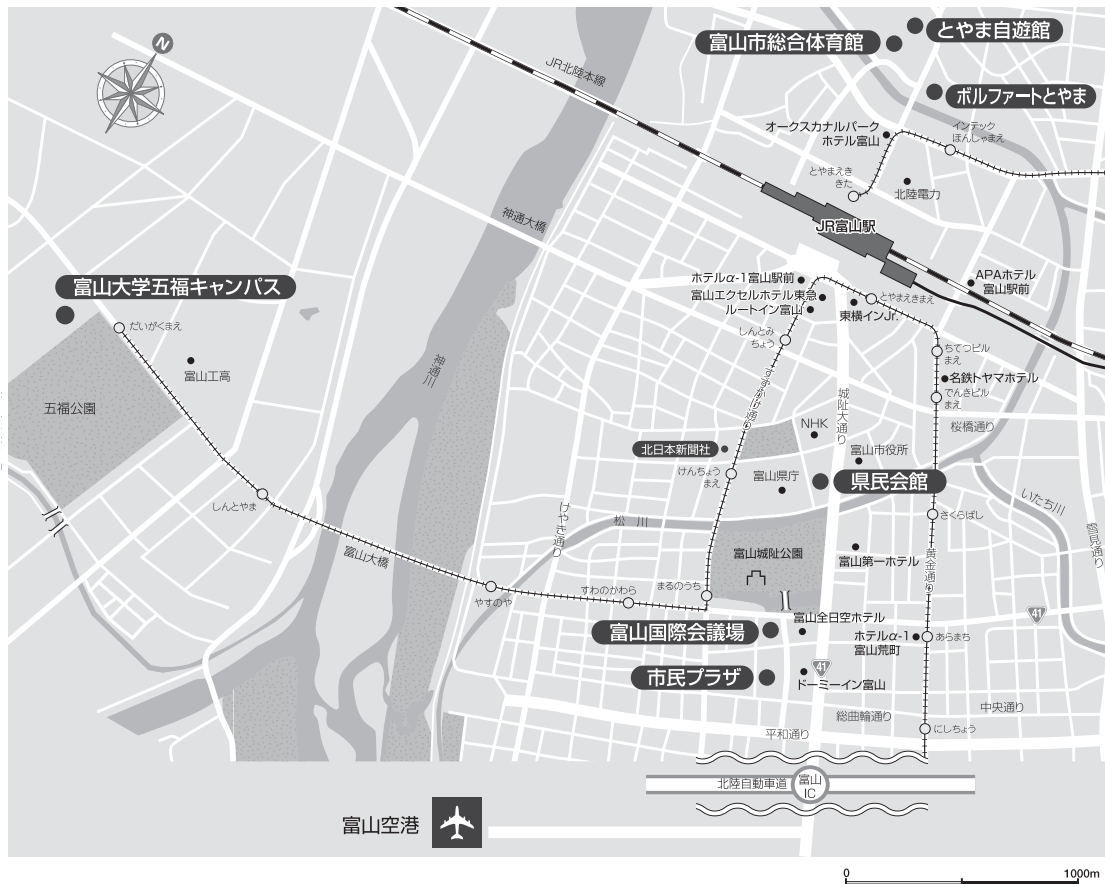 とやま自遊館
富山市総合体育館
N
JR北陸本線
ボルファートとやま
オークスカナルパーク
ホテル富山
インテック
ほんしゃまえ
とやまえき
きた
北陸電力
神通大橋
JR富山駅
富山大学五福キャンパス
ホテルα-1富山駅前
APAホテル
富山駅前
富山エクセルホテル東急
とやまえきまえ
ルートイン富山
東横インJr.
だいがくまえ
しんとみ
ちょう
ちてつビル
まえ
富山工高
神通川
すずかけ通り
名鉄トヤマホテル
でんきビル
まえ
五福公園
城址大通り
NHK
桜橋通り
北日本新聞社
富山市役所
けんちょう
まえ
富山県庁
県民会館
しんとやま
いたち川
けやき通り
松川
さくらばし
富山大橋
富山城址公園
富山第一ホテル
黄金通り
やすのや
すわのかわら
まるのうち
41
富山全日空ホテル
富山国際会議場
ホテルα-1
富山荒町
あらまち
市民プラザ
41
ドーミーイン富山
総曲輪通り
中央通り
平和通り
にしちょう
北陸自動車道
富山
IC
富山空港
0
1000m